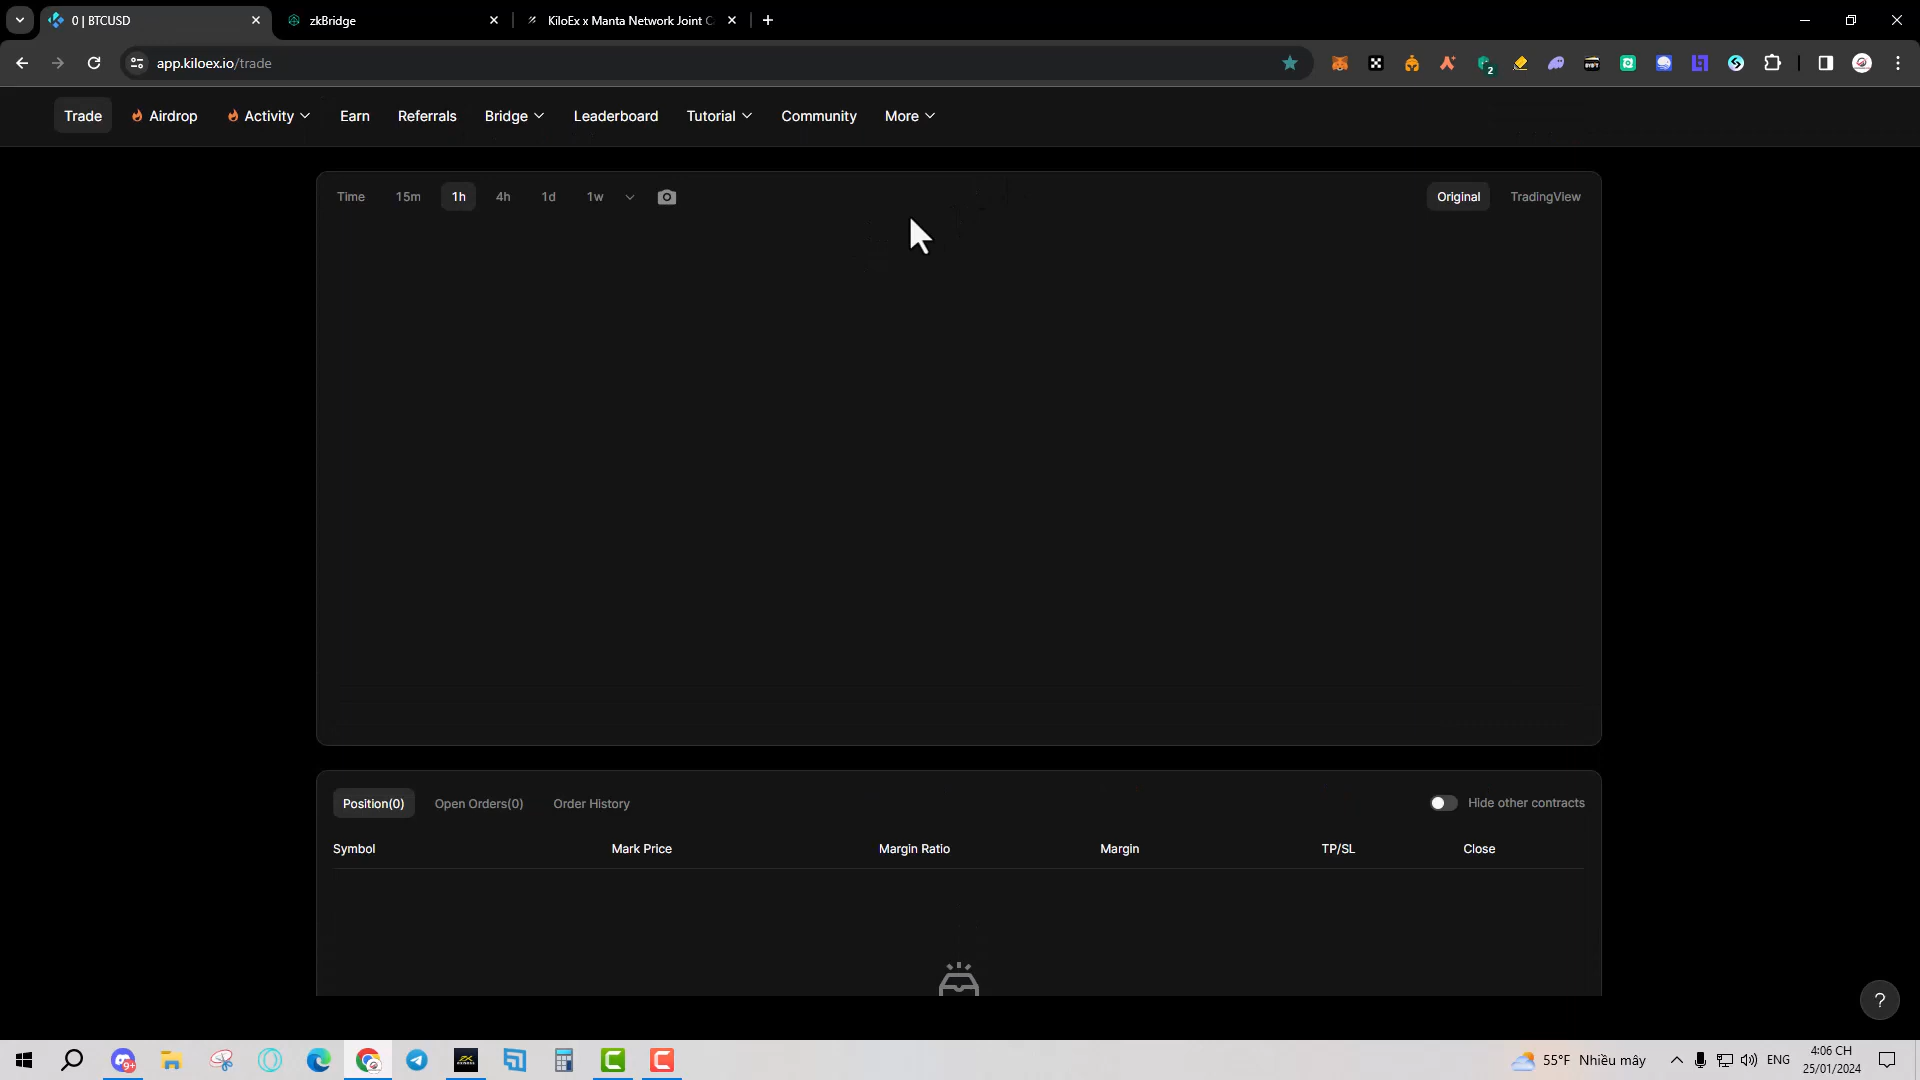 0 | BTCUSD
zkBridge
KiloEx x Manta Network Joint C
app.kiloex.io/trade
2
Trade
Airdrop
Activity
Earn
Referrals
Bridge
Leaderboard
Tutorial
Community
More
Time
15m
1h
4h
1d
1w
Original
TradingView
Position(0)
Open Orders(0)
Order History
Hide other contracts
Symbol
Mark Price
Margin Ratio
Margin
TP/SL
Close
?
9+
55°F Nhiều mây
ENG
4:06 CH
25/01/2024